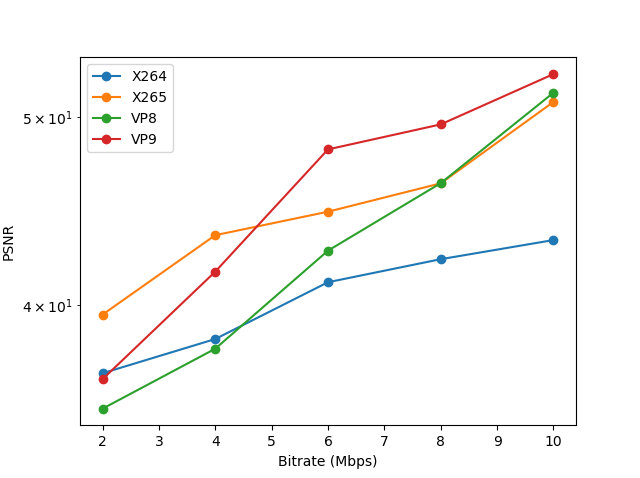 X264
X265
VP8
VP9
5 × 10¹
4 × 10¹
PSNR
2 3 4 5 6 7 8 9 10
Bitrate (Mbps)